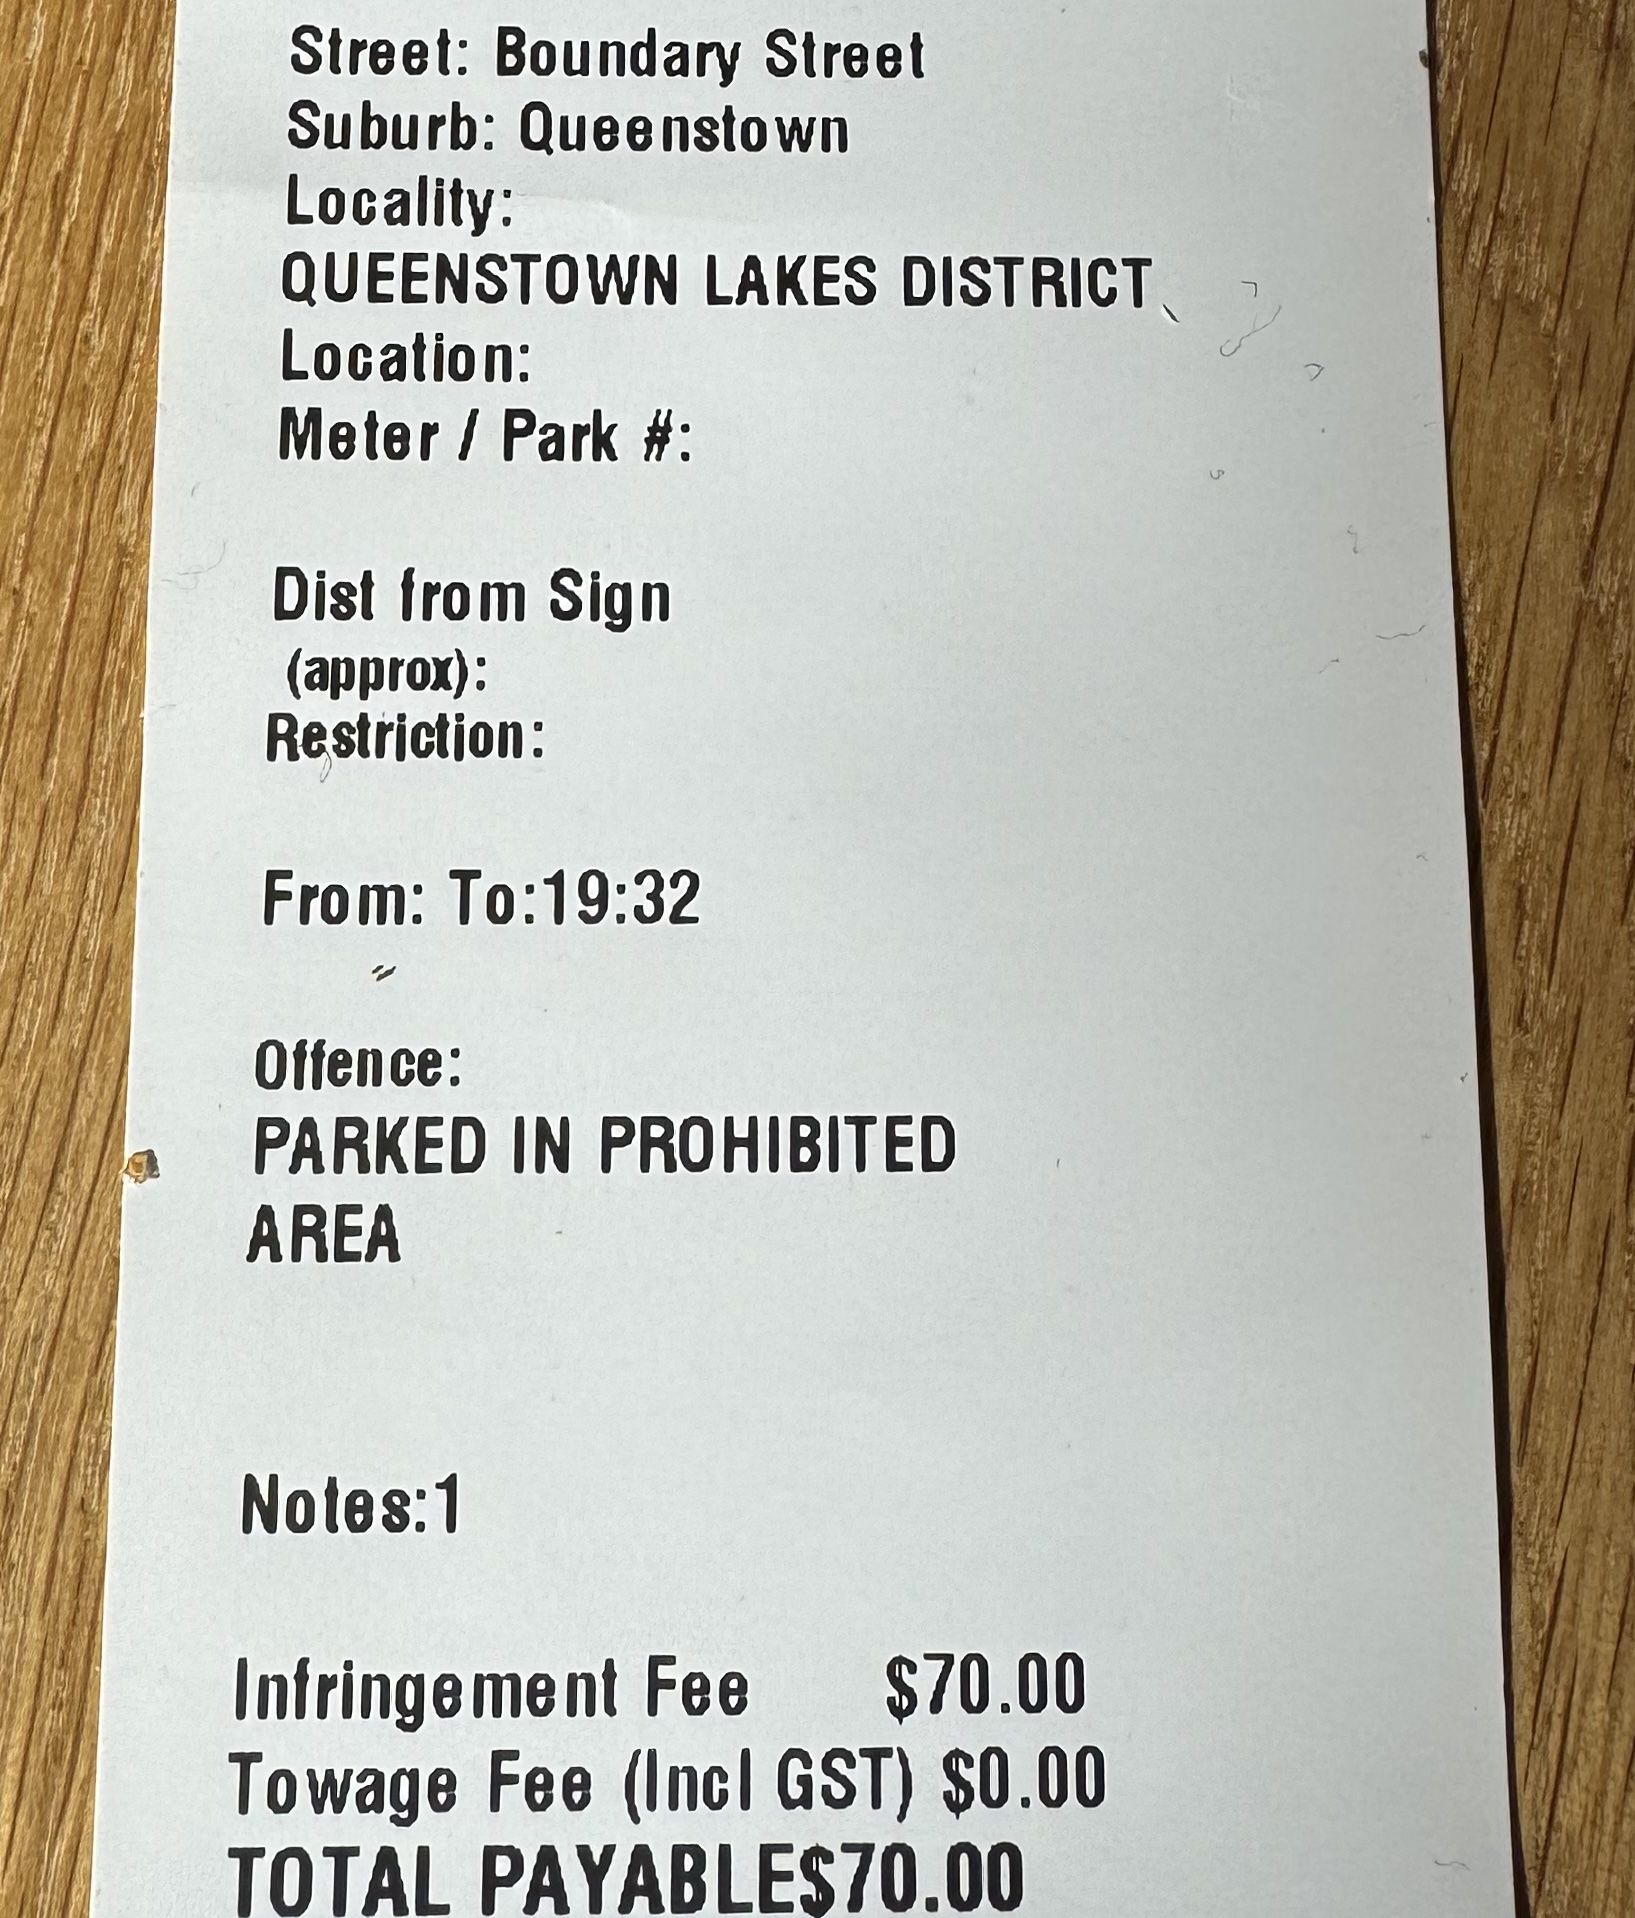 Street: Boundary Street
Suburb: Queenstown
Locality:
QUEENSTOWN LAKES DISTRICT
Location:
Meter / Park #:
Dist from Sign
(approx):
Restriction:
From: To:19:32
Offence:
PARKED IN PROHIBITED
AREA
Notes:1
Infringement Fee $70.00
Towage Fee (Incl GST) $0.00
TOTAL PAYABLE$70.00